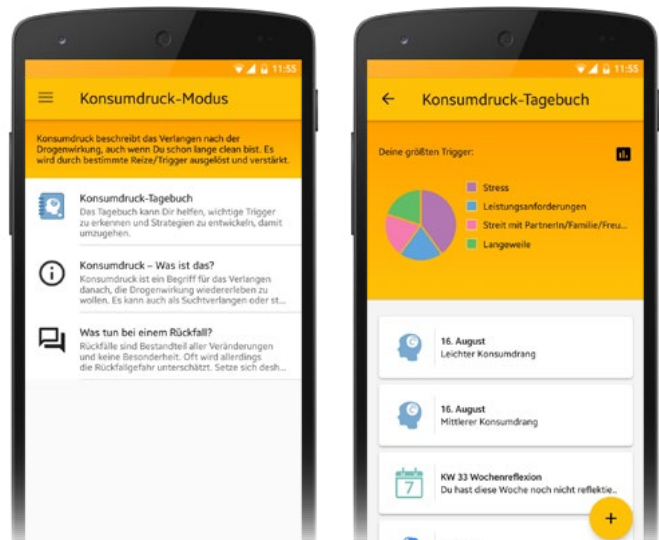 11:55
Konsumdruck-Modus
Konsumdruck beschreibt das Verlangen nach der
Drogenwirkung, auch wenn Du schon lange clean bist. Es
wird durch bestimmte Reize/Trigger ausgelöst und verstärkt.
Konsumdruck-Tagebuch
Das Tagebuch kann Dir helfen, wichtige Trigger
zu erkennen und Strategien zu entwickeln, damit
umzugehen.
Konsumdruck – Was ist das?
Konsumdruck ist ein Begriff für das Verlangen
danach, die Drogenwirkung wiedererleben zu
wollen. Es kann auch als Suchtverlangen oder st...
Was tun bei einem Rückfall?
Rückfälle sind Bestandteil aller Veränderungen
und keine Besonderheit. Oft wird allerdings
die Rückfallgefahr unterschätzt. Setze sich desh...
11:55
Konsumdruck-Tagebuch
Deine größten Trigger:
Stress
Leistungsanforderungen
Streit mit PartnerIn/Familie/Freu...
Langeweile
16. August
Leichter Konsumdrang
16. August
Mittlerer Konsumdrang
7
KW 33 Wochenreflexion
Du hast diese Woche noch nicht reflektie...
+